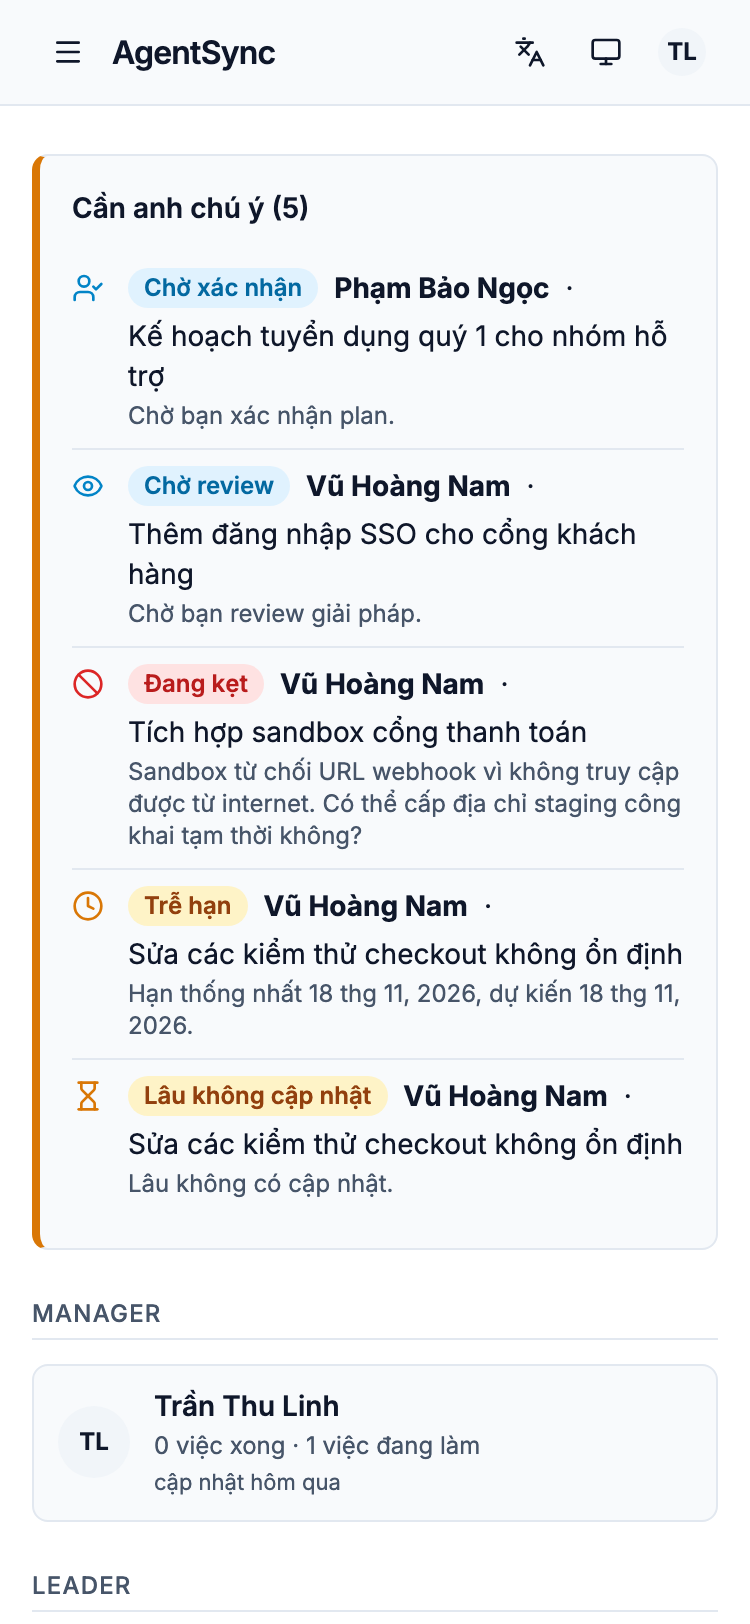 AgentSync
TL
Cần anh chú ý (5)
Chờ xác nhận Phạm Bảo Ngọc ·
Kế hoạch tuyển dụng quý 1 cho nhóm hỗ
trợ
Chờ bạn xác nhận plan.
Chờ review Vũ Hoàng Nam ·
Thêm đăng nhập SSO cho cổng khách
hàng
Chờ bạn review giải pháp.
Đang kẹt Vũ Hoàng Nam ·
Tích hợp sandbox cổng thanh toán
Sandbox từ chối URL webhook vì không truy cập
được từ internet. Có thể cấp địa chỉ staging công
khai tạm thời không?
Trễ hạn Vũ Hoàng Nam ·
Sửa các kiểm thử checkout không ổn định
Hạn thống nhất 18 thg 11, 2026, dự kiến 18 thg 11,
2026.
Lâu không cập nhật Vũ Hoàng Nam ·
Sửa các kiểm thử checkout không ổn định
Lâu không có cập nhật.
MANAGER
TL
Trần Thu Linh
0 việc xong · 1 việc đang làm
cập nhật hôm qua
LEADER